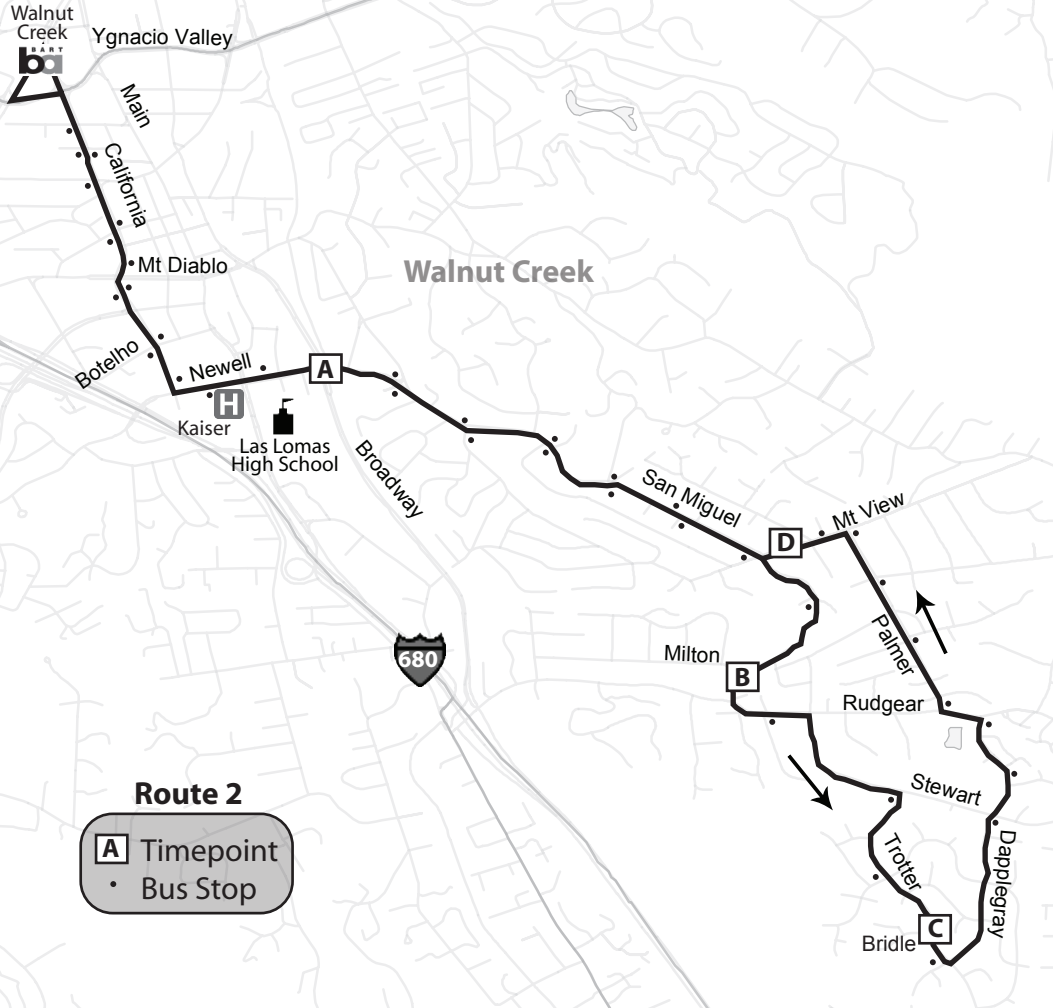 Walnut
Creek
BART
ba
Ygnacio Valley
Main
California
Mt Diablo
Walnut Creek
Botelho
Newell
A
H
Kaiser
Las Lomas
High School
Broadway
San Miguel
D
Mt View
Palmer
680
Milton
B
Rudgear
Stewart
Trotter
Dapplegray
C
Bridle
Route 2
A Timepoint
Bus Stop